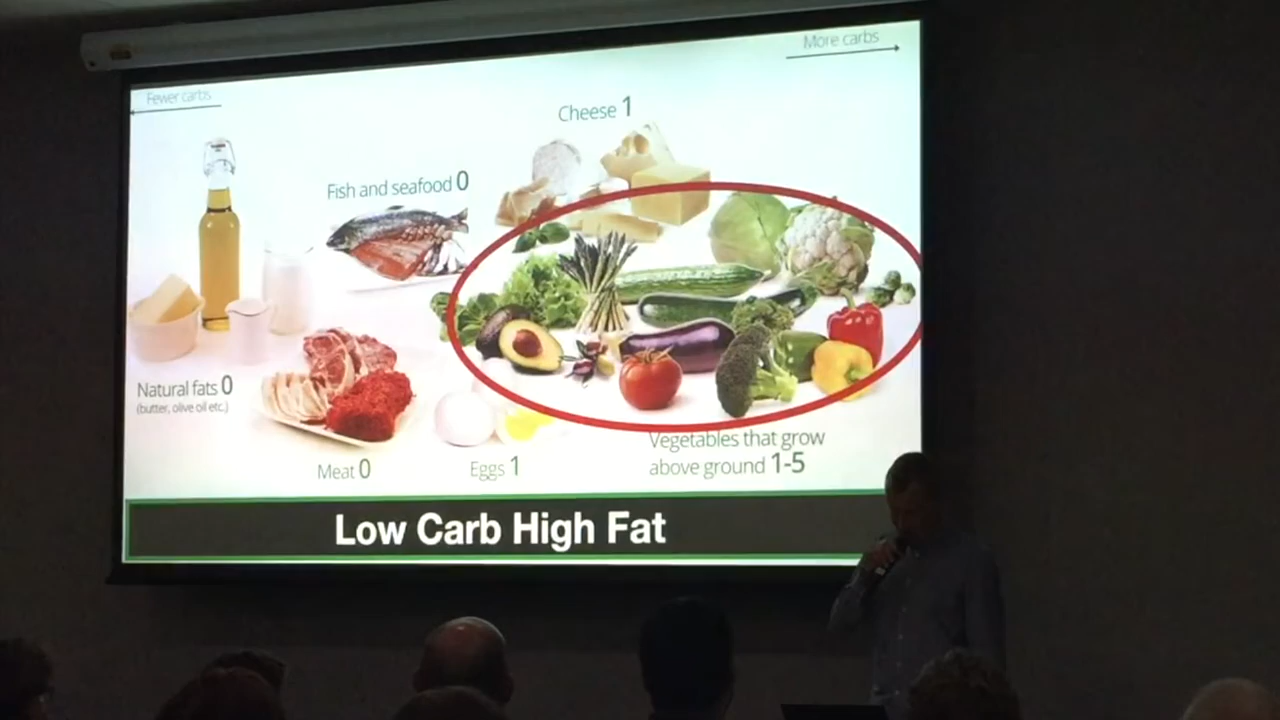 Fewer carbs
More carbs
Cheese 1
Fish and seafood 0
Natural fats 0
(butter, olive oil etc.)
Meat 0
Eggs 1
Vegetables that grow
above ground 1-5
Low Carb High Fat